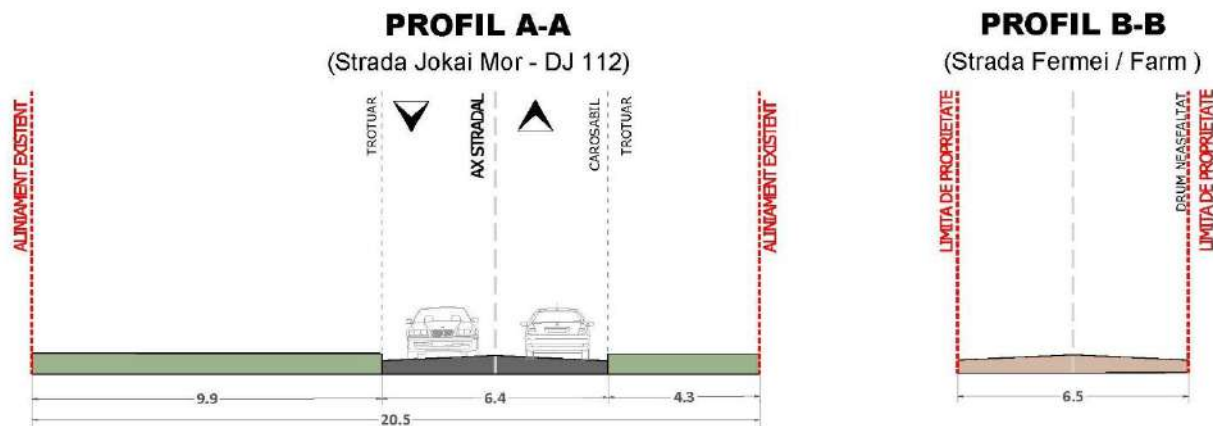 PROFIL A-A
(Strada Jokai Mor - DJ 112)
ALINIAMENT EXISTENT
TROTUAR
AX STRADAL
CAROSABIL
TROTUAR
ALINIAMENT EXISTENT
9.9
6.4
4.3
20.5
PROFIL B-B
(Strada Fermei / Farm )
LIMITA DE PROPRIETATE
DRUM NEASFALTAT
LIMITA DE PROPRIETATE
6.5